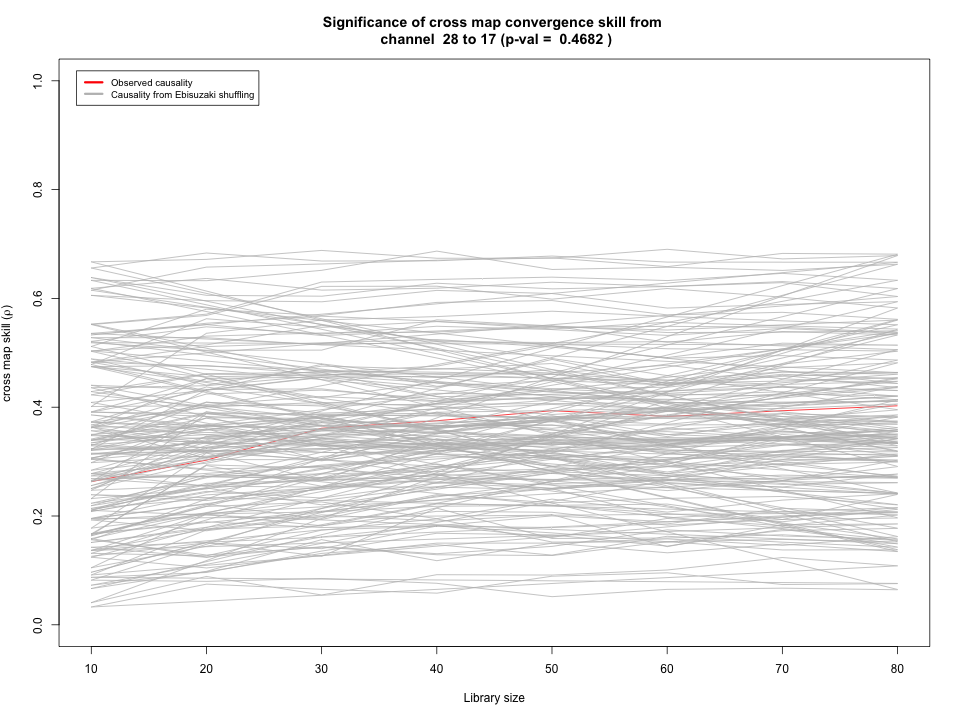 Significance of cross map convergence skill from
channel  28 to 17 (p-val =  0.4682 )
Observed causality
Causality from Ebisuzaki shuffling
cross map skill (ρ)
1.0
0.8
0.6
0.4
0.2
0.0
10 20 30 40 50 60 70 80
Library size